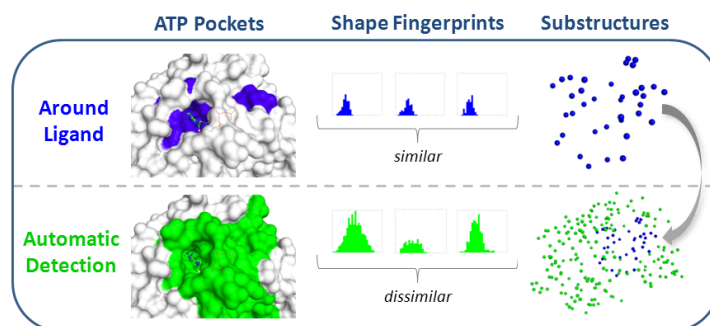 ATP Pockets Shape Fingerprints Substructures
Around
Ligand
similar
Automatic
Detection
dissimilar